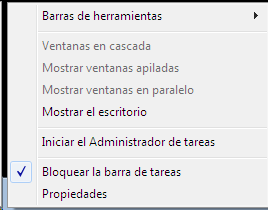 Barras de herramientas
Ventanas en cascada
Mostrar ventanas apiladas
Mostrar ventanas en paralelo
Mostrar el escritorio
Iniciar el Administrador de tareas
Bloquear la barra de tareas
Propiedades